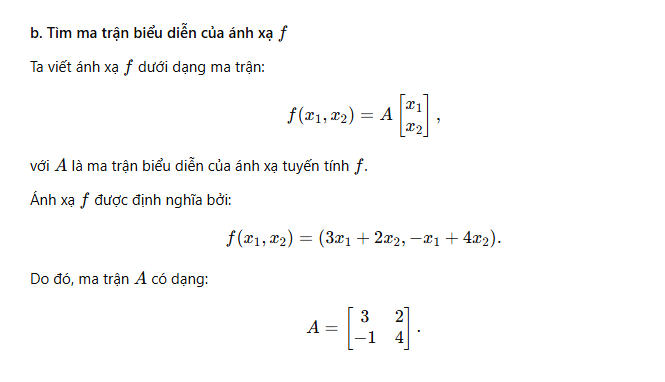 b. Tìm ma trận biểu diễn của ánh xạ f
Ta viết ánh xạ f dưới dạng ma trận:
f(x₁, x₂) = A [x₁
x₂],
với A là ma trận biểu diễn của ánh xạ tuyến tính f.
Ánh xạ f được định nghĩa bởi:
f(x₁, x₂) = (3x₁ + 2x₂, −x₁ + 4x₂).
Do đó, ma trận A có dạng:
A = [3 2
−1 4].